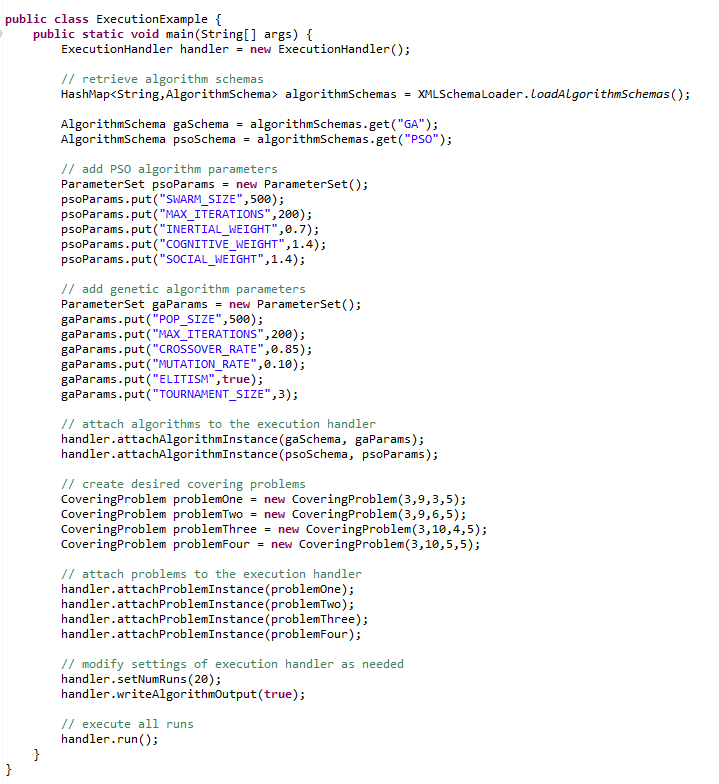 public class ExecutionExample {
    public static void main(String[] args) {
        ExecutionHandler handler = new ExecutionHandler();

        // retrieve algorithm schemas
        HashMap<String,AlgorithmSchema> algorithmSchemas = XMLSchemaLoader.loadAlgorithmSchemas();

        AlgorithmSchema gaSchema = algorithmSchemas.get("GA");
        AlgorithmSchema psoSchema = algorithmSchemas.get("PSO");

        // add PSO algorithm parameters
        ParameterSet psoParams = new ParameterSet();
        psoParams.put("SWARM_SIZE",500);
        psoParams.put("MAX_ITERATIONS",200);
        psoParams.put("INERTIAL_WEIGHT",0.7);
        psoParams.put("COGNITIVE_WEIGHT",1.4);
        psoParams.put("SOCIAL_WEIGHT",1.4);

        // add genetic algorithm parameters
        ParameterSet gaParams = new ParameterSet();
        gaParams.put("POP_SIZE",500);
        gaParams.put("MAX_ITERATIONS",200);
        gaParams.put("CROSSOVER_RATE",0.85);
        gaParams.put("MUTATION_RATE",0.10);
        gaParams.put("ELITISM",true);
        gaParams.put("TOURNAMENT_SIZE",3);

        // attach algorithms to the execution handler
        handler.attachAlgorithmInstance(gaSchema, gaParams);
        handler.attachAlgorithmInstance(psoSchema, psoParams);

        // create desired covering problems
        CoveringProblem problemOne = new CoveringProblem(3,9,3,5);
        CoveringProblem problemTwo = new CoveringProblem(3,9,6,5);
        CoveringProblem problemThree = new CoveringProblem(3,10,4,5);
        CoveringProblem problemFour = new CoveringProblem(3,10,5,5);

        // attach problems to the execution handler
        handler.attachProblemInstance(problemOne);
        handler.attachProblemInstance(problemTwo);
        handler.attachProblemInstance(problemThree);
        handler.attachProblemInstance(problemFour);

        // modify settings of execution handler as needed
        handler.setNumRuns(20);
        handler.writeAlgorithmOutput(true);

        // execute all runs
        handler.run();
    }
}